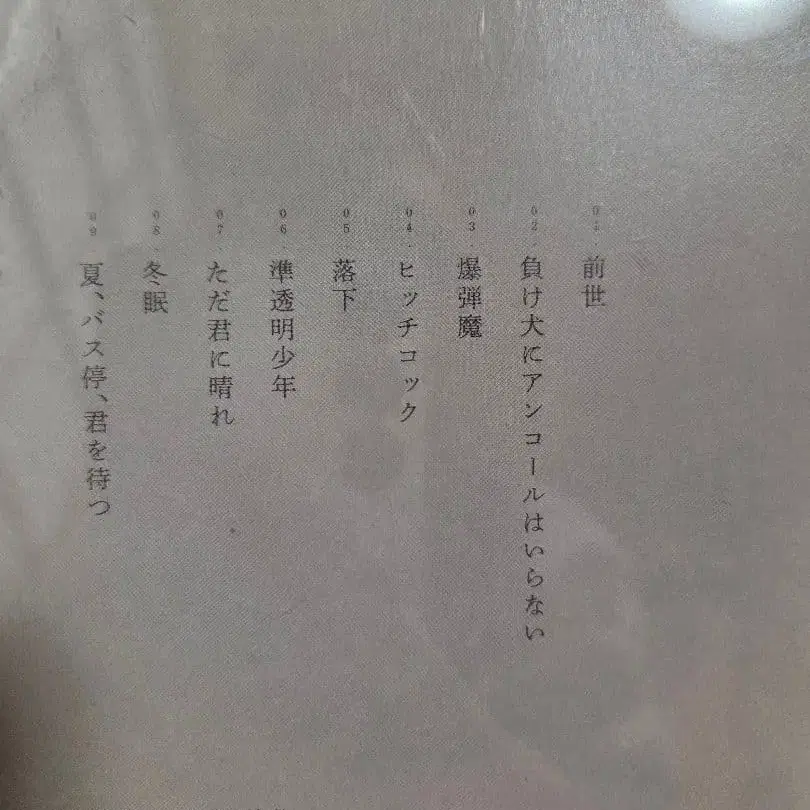 01. 前世
02. 負け犬にアンコールはいらない
03. 爆弾魔
04. ヒッチコック
05. 落下
06. 準透明少年
07. ただ君に晴れ
08. 冬眠
09. 夏、バス停、君を待つ